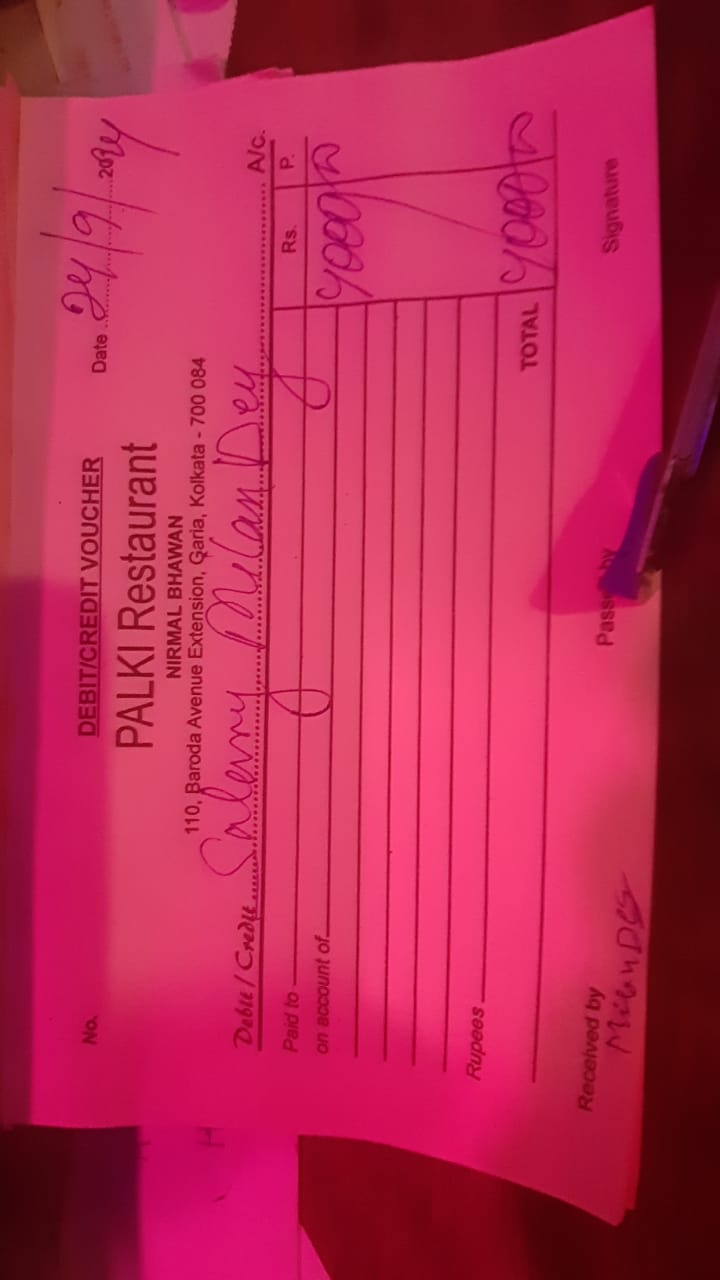 DEBIT/CREDIT VOUCHER
No.
Date 24/9/2024
PALKI Restaurant
NIRMAL BHAWAN
110, Baroda Avenue Extension, Garia, Kolkata - 700 084
Debit / Credit Salerry Milan Dey A/c.
Paid to
Rs. P.
on account of
4000/-
Rupees
TOTAL 4000/-
Received by
Passed by
Signature
Milan Des